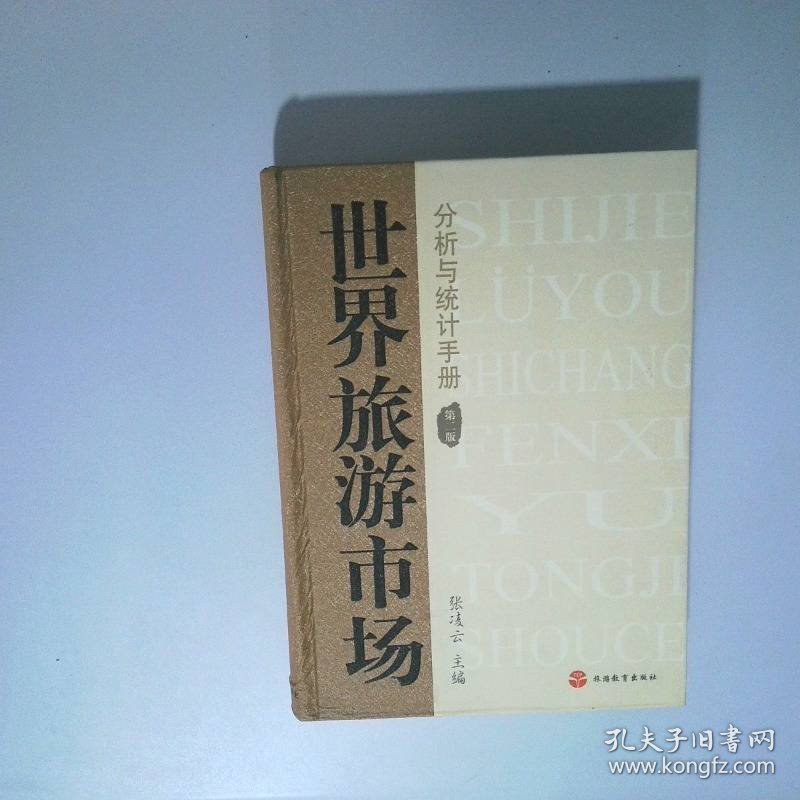 世界旅游市场
分析与统计手册
第二版
SHIJIE
LÜYOU
SHICHANG
FENXI
YU
TONGJI
SHOUCE
张凌云 主编
旅游教育出版社
孔夫子旧书网
www.kongfz.com